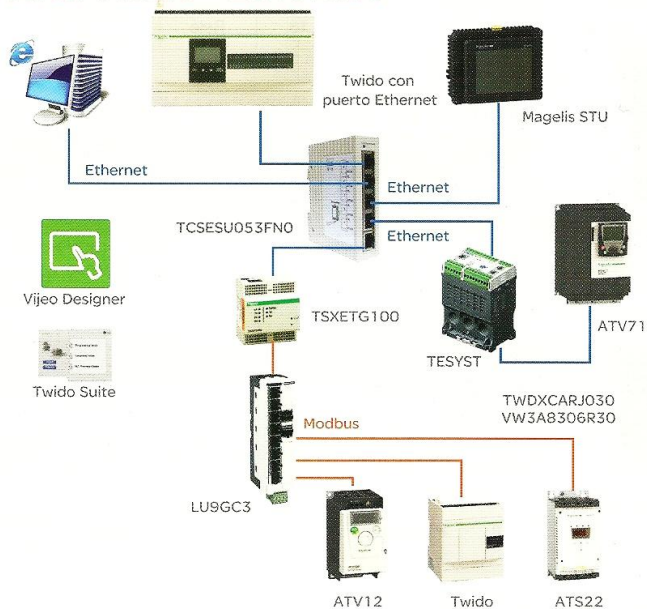 Twido con
puerto Ethernet
Magelis STU
Ethernet
Ethernet
TCSESU053FN0
Ethernet
Vijeo Designer
TSXETG100
TESYST
ATV71
Twido Suite
TWDXCARJ030
VW3A8306R30
Modbus
LU9GC3
ATV12
Twido
ATS22